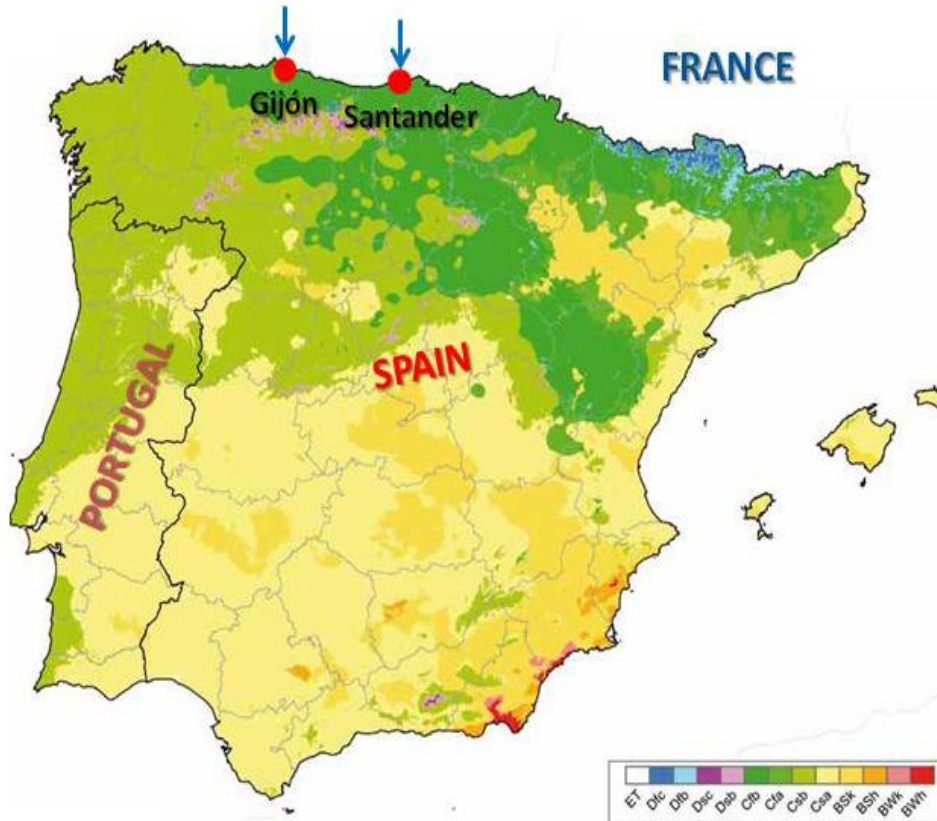 FRANCE
Gijón
Santander
SPAIN
PORTUGAL
ET Dfc Dfb Dsc Dsb Cfb Cfa Csb Csa BSk BSh BWk BWh